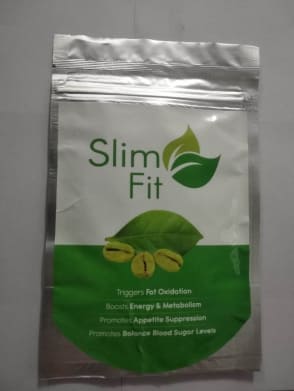 Slim
Fit
Triggers Fat Oxidation
Boosts Energy & Metabolism
Promotes Appetite Suppression
Promotes Balance Blood Sugar Levels